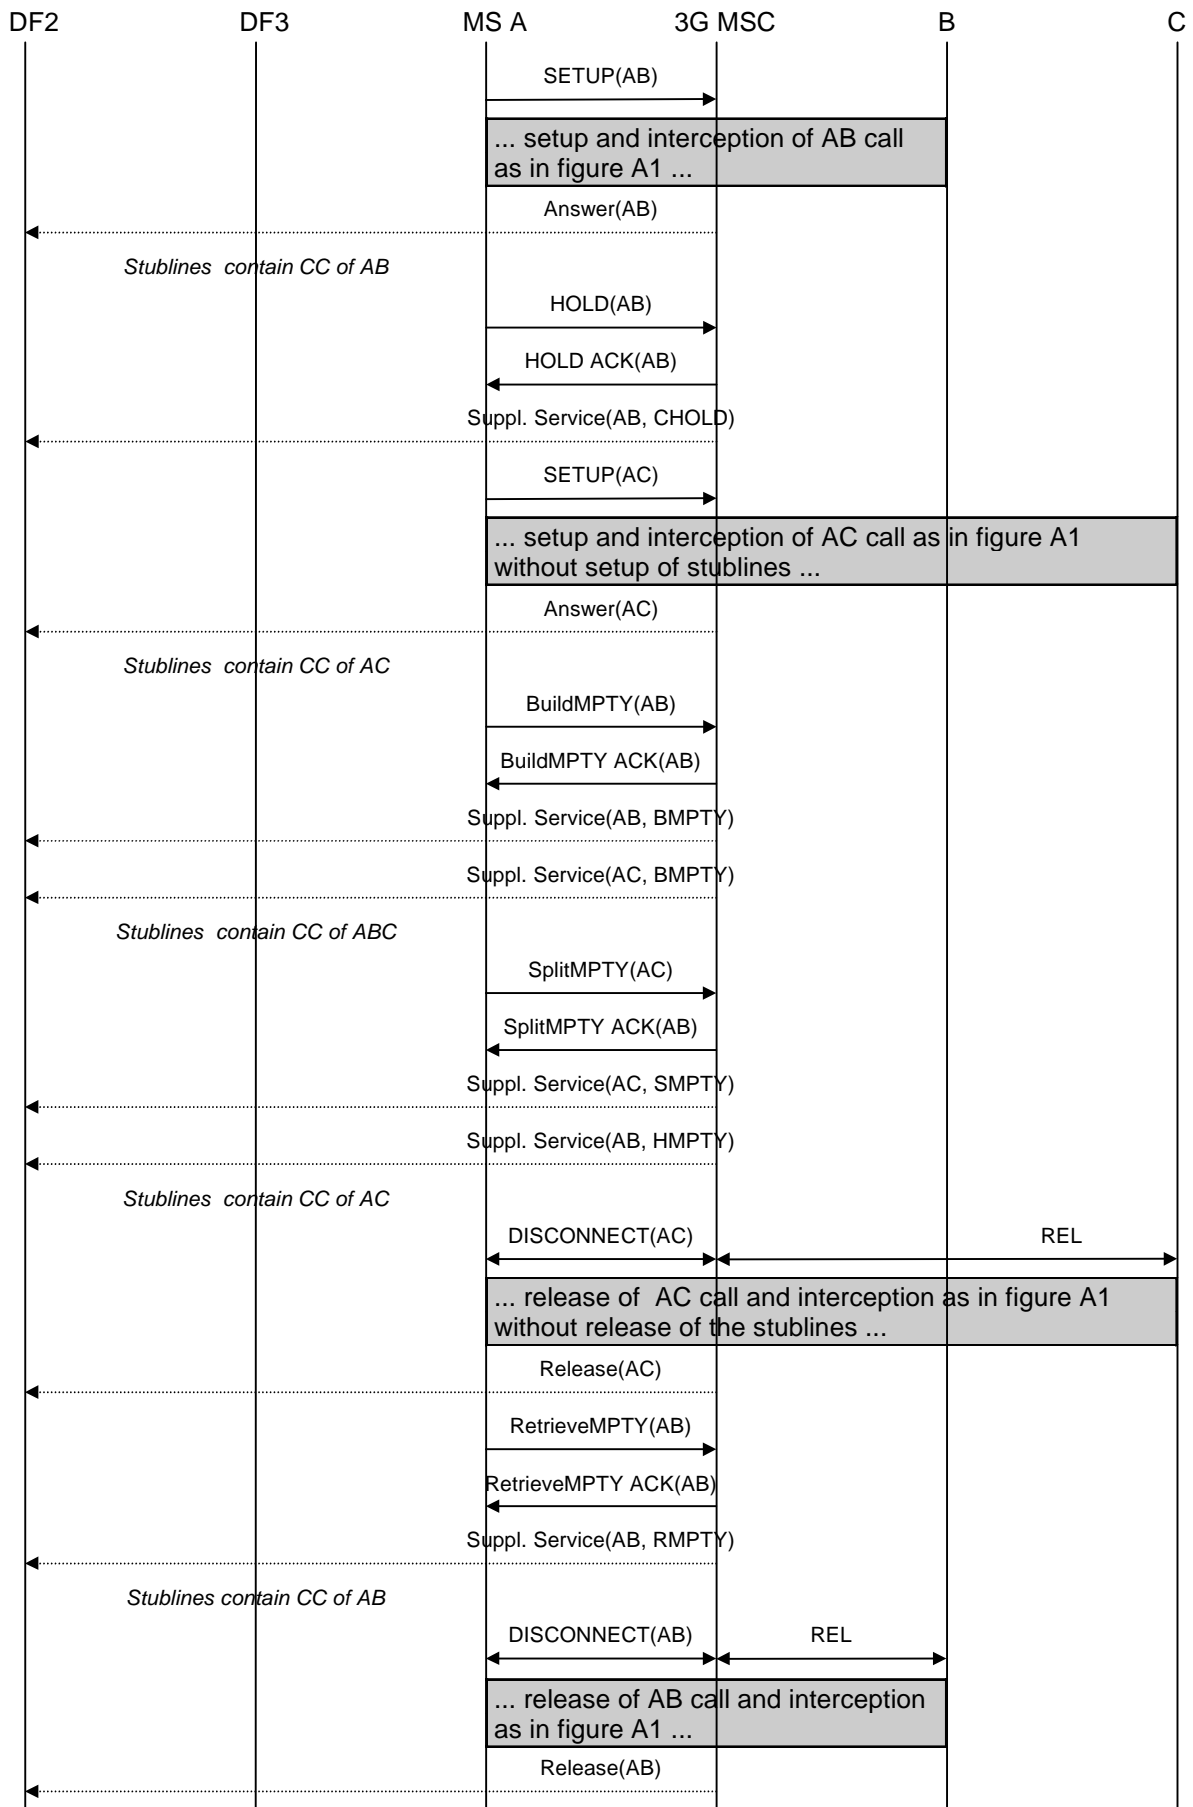 DF2 DF3 MS A 3G MSC B C
SETUP(AB)
... setup and interception of AB call
as in figure A1 ...
Answer(AB)
Stublines contain CC of AB
HOLD(AB)
HOLD ACK(AB)
Suppl. Service(AB, CHOLD)
SETUP(AC)
... setup and interception of AC call as in figure A1
without setup of stublines ...
Answer(AC)
Stublines contain CC of AC
BuildMPTY(AB)
BuildMPTY ACK(AB)
Suppl. Service(AB, BMPTY)
Suppl. Service(AC, BMPTY)
Stublines contain CC of ABC
SplitMPTY(AC)
SplitMPTY ACK(AB)
Suppl. Service(AC, SMPTY)
Suppl. Service(AB, HMPTY)
Stublines contain CC of AC
DISCONNECT(AC) REL
... release of AC call and interception as in figure A1
without release of the stublines ...
Release(AC)
RetrieveMPTY(AB)
RetrieveMPTY ACK(AB)
Suppl. Service(AB, RMPTY)
Stublines contain CC of AB
DISCONNECT(AB) REL
... release of AB call and interception
as in figure A1 ...
Release(AB)